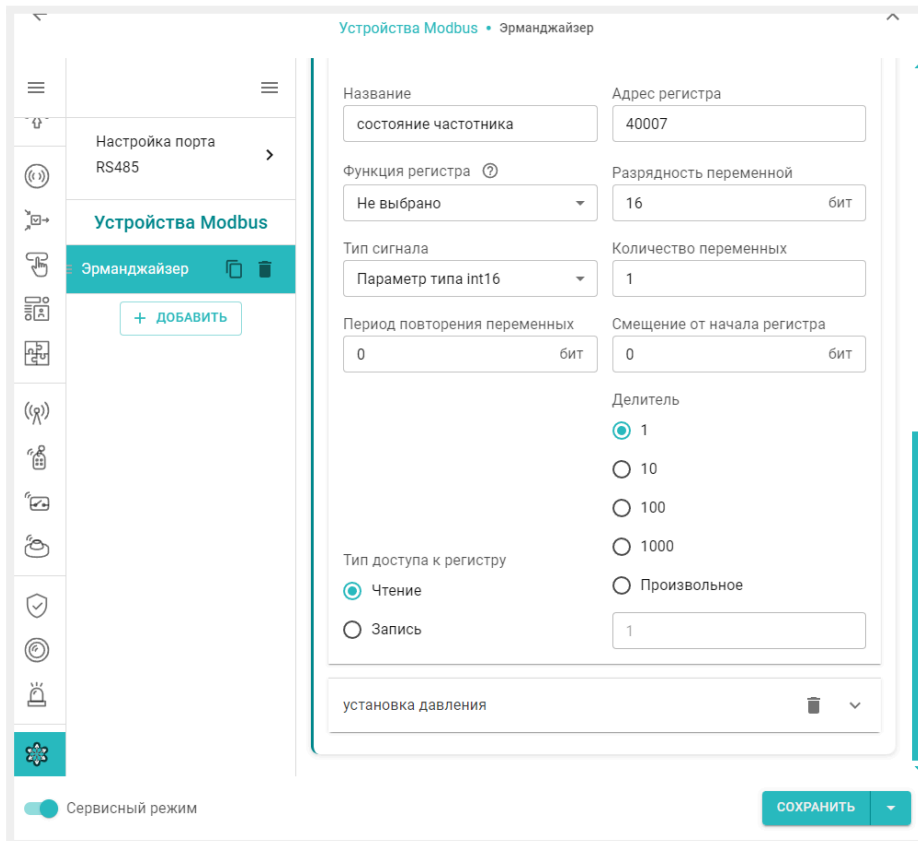 Устройства Modbus • Эрманджайзер
Настройка порта
RS485
Устройства Modbus
Эрманджайзер
+ ДОБАВИТЬ
Название
Адрес регистра
состояние частотника
40007
Функция регистра ?
Разрядность переменной
Не выбрано
16 бит
Тип сигнала
Количество переменных
Параметр типа int16
1
Период повторения переменных
Смещение от начала регистра
0 бит
0 бит
Делитель
1
10
100
1000
Произвольное
1
Тип доступа к регистру
Чтение
Запись
установка давления
Сервисный режим
СОХРАНИТЬ